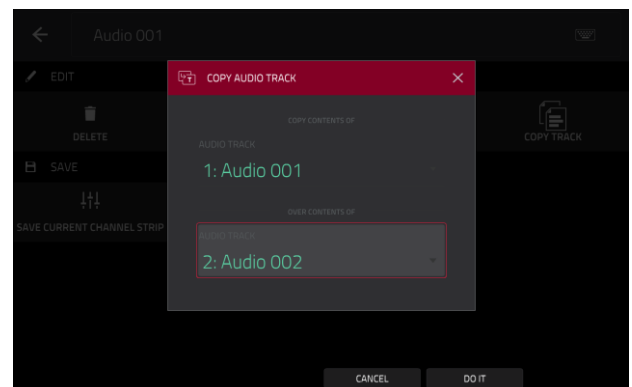 Audio 001
EDIT
COPY AUDIO TRACK
COPY CONTENTS OF
DELETE
COPY TRACK
AUDIO TRACK
1: Audio 001
SAVE
OVER CONTENTS OF
SAVE CURRENT CHANNEL STRIP
AUDIO TRACK
2: Audio 002
CANCEL
DO IT